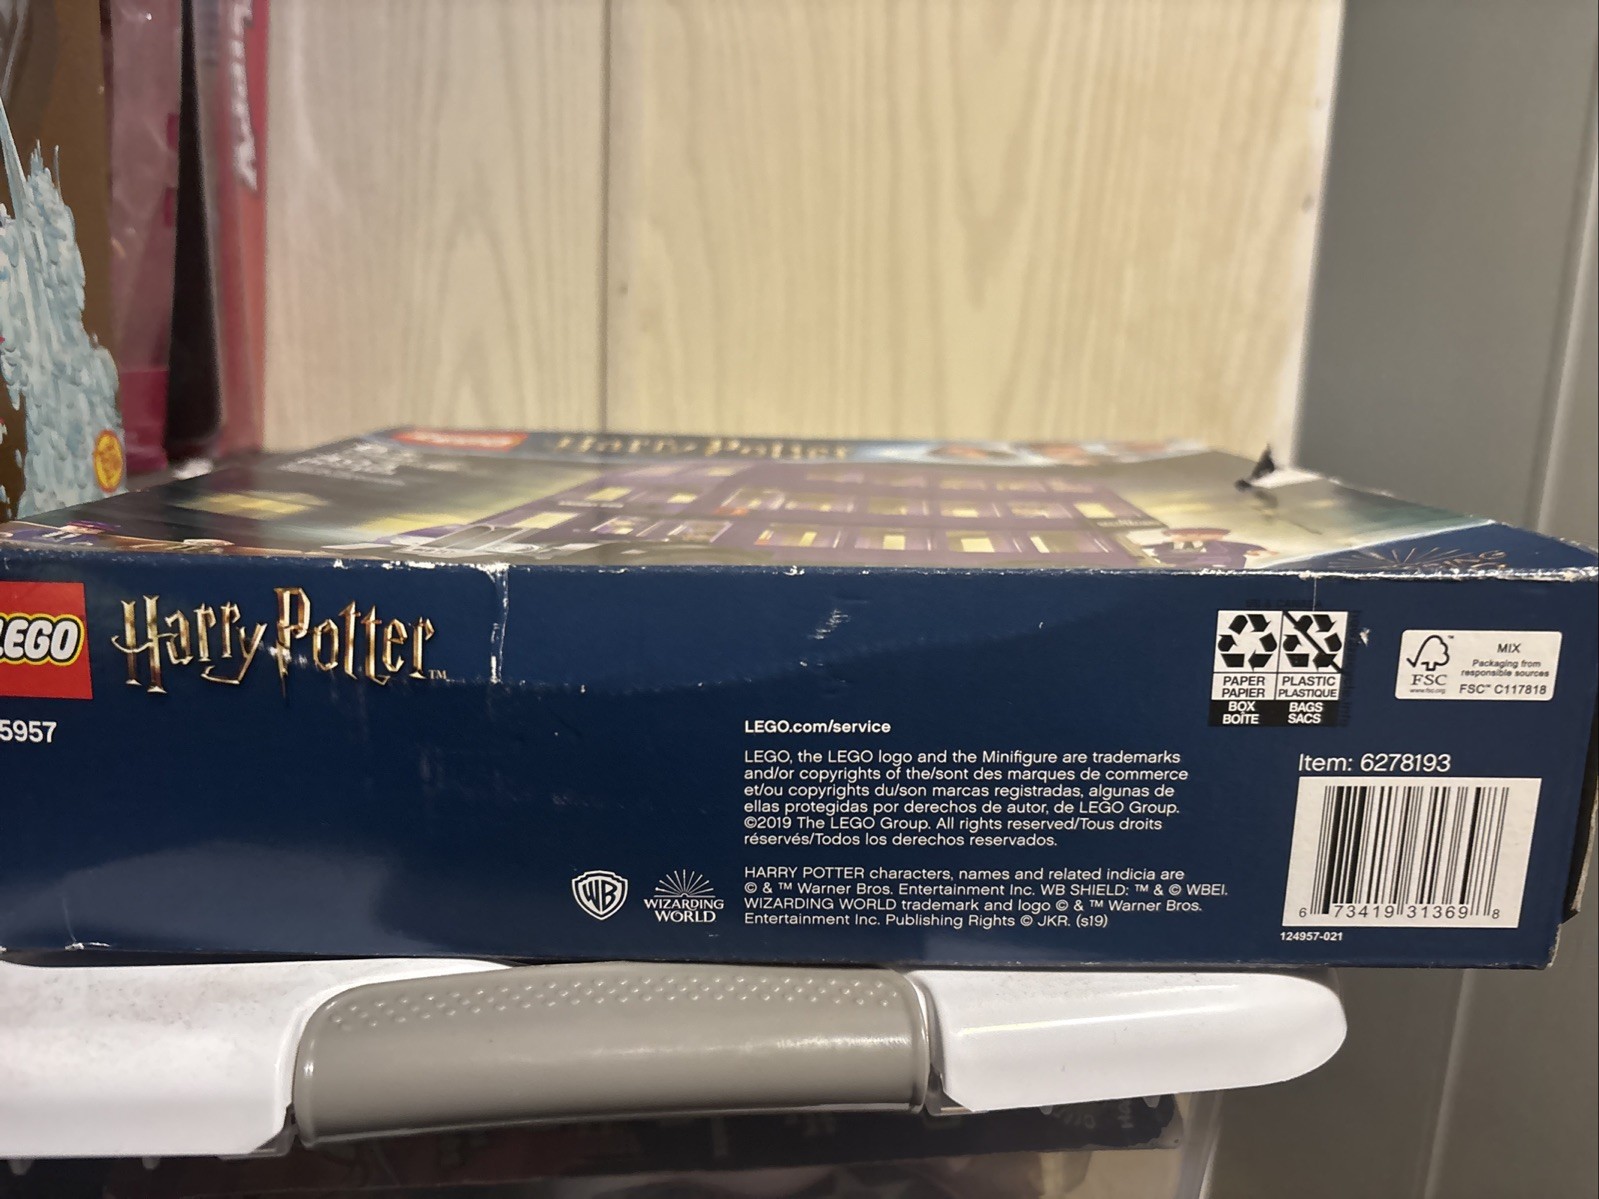 Harry Potter
LEGO
Harry Potter™
5957
PAPER
PAPIER
BOX
BOÎTE
PLASTIC
PLASTIQUE
BAGS
SACS
FSC
www.fsc.org
MIX
Packaging from
responsible sources
FSC™ C117818
LEGO.com/service
LEGO, the LEGO logo and the Minifigure are trademarks
and/or copyrights of the/sont des marques de commerce
et/ou copyrights du/son marcas registradas, algunas de
ellas protegidas por derechos de autor, de LEGO Group.
©2019 The LEGO Group. All rights reserved/Tous droits
réservés/Todos los derechos reservados.
HARRY POTTER characters, names and related indicia are
© & ™ Warner Bros. Entertainment Inc. WB SHIELD: ™ & © WBEI.
WIZARDING WORLD trademark and logo © & ™ Warner Bros.
Entertainment Inc. Publishing Rights © JKR. (s19)
WB
WIZARDING
WORLD
Item: 6278193
6 73419 31369 8
124957-021